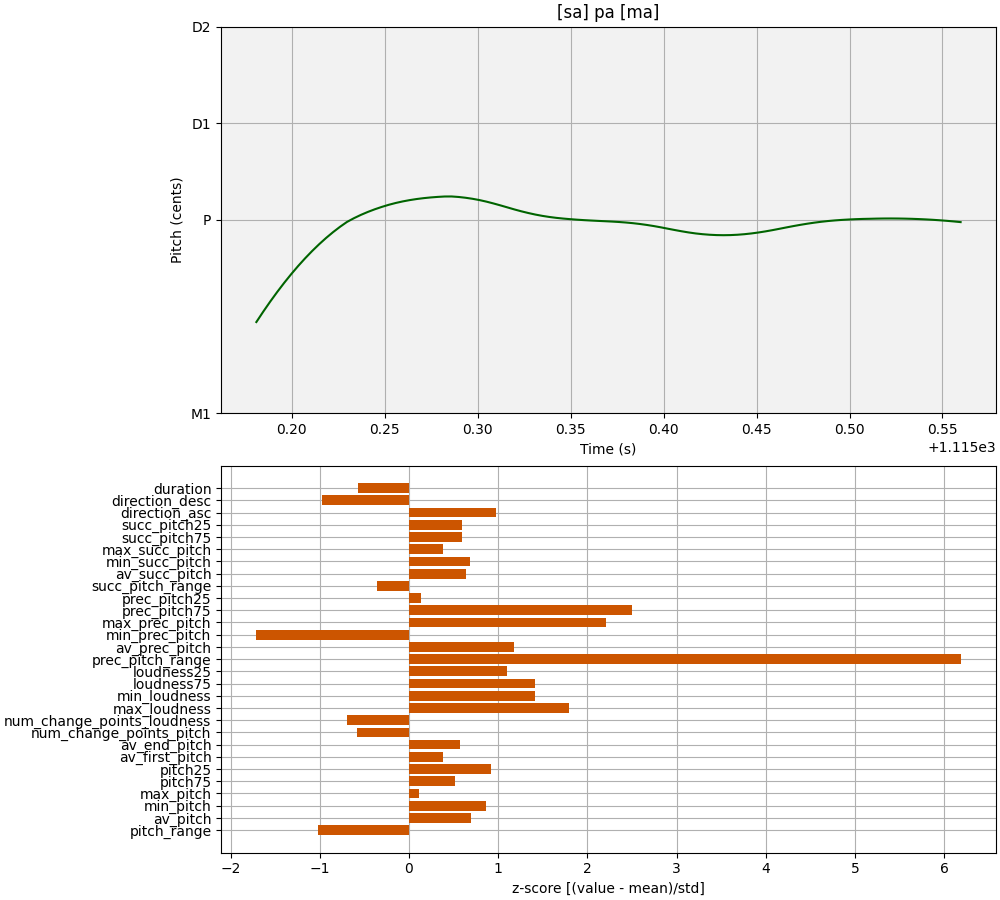 [sa] pa [ma]
D2
D1
P
M1
Pitch (cents)
0.20 0.25 0.30 0.35 0.40 0.45 0.50 0.55
Time (s)
+1.115e3
duration
direction_desc
direction_asc
succ_pitch25
succ_pitch75
max_succ_pitch
min_succ_pitch
av_succ_pitch
succ_pitch_range
prec_pitch25
prec_pitch75
max_prec_pitch
min_prec_pitch
av_prec_pitch
prec_pitch_range
loudness25
loudness75
min_loudness
max_loudness
num_change_points_loudness
num_change_points_pitch
av_end_pitch
av_first_pitch
pitch25
pitch75
max_pitch
min_pitch
av_pitch
pitch_range
−2 −1 0 1 2 3 4 5 6
z-score [(value - mean)/std]